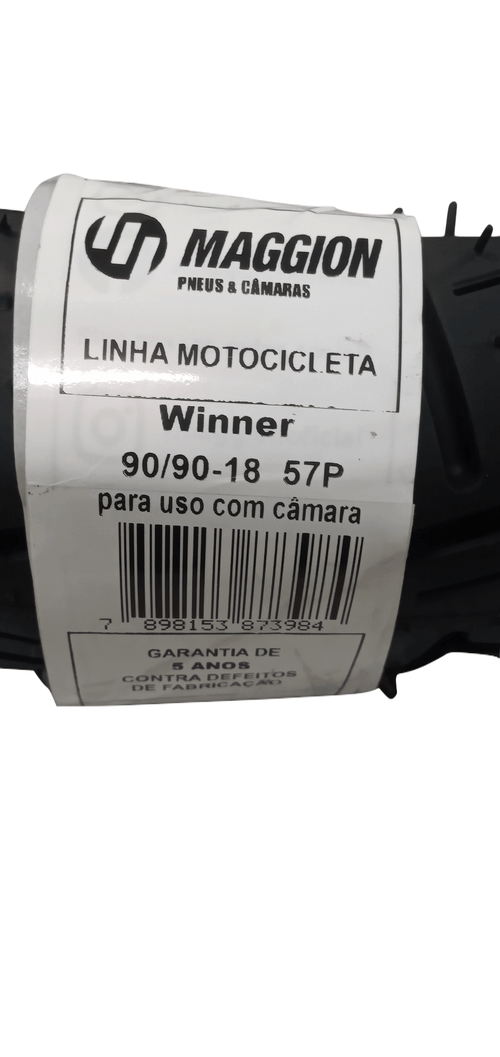 MAGGION
PNEUS & CÂMARAS
LINHA MOTOCICLETA
Winner
90/90-18 57P
para uso com câmara
7 898153 873984
GARANTIA DE
5 ANOS
CONTRA DEFEITOS
DE FABRICAÇÃO